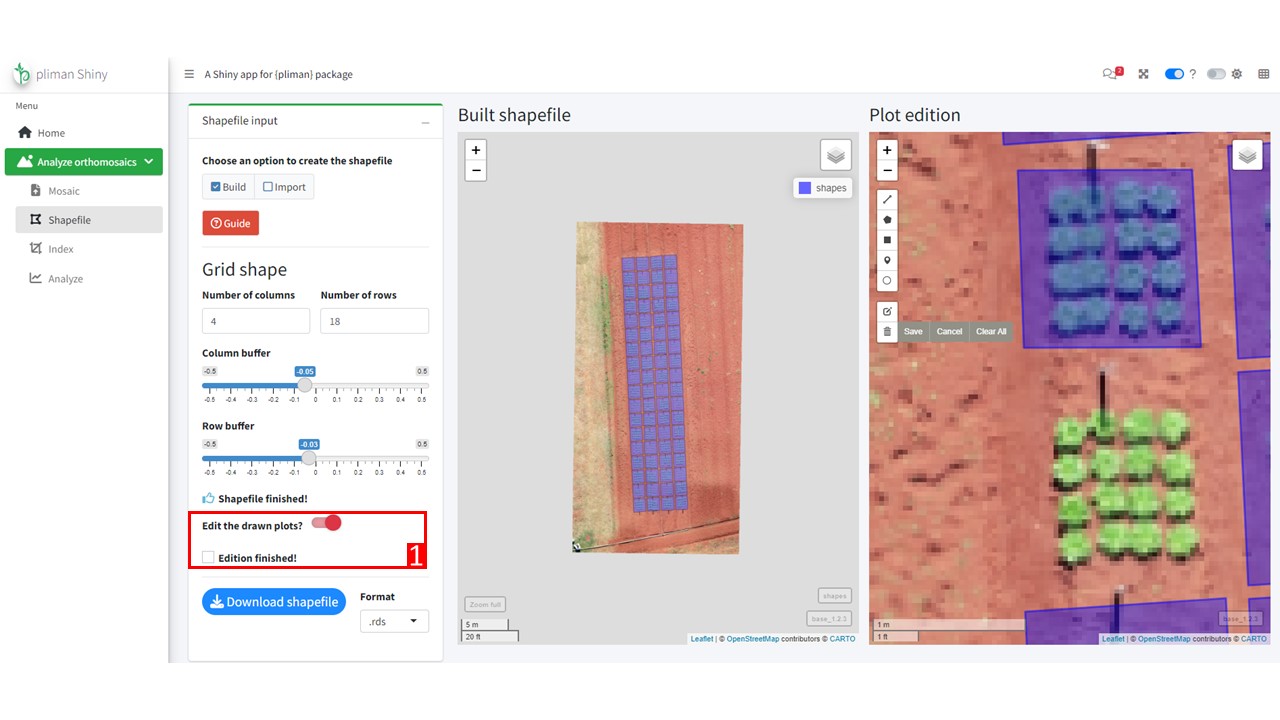 pliman Shiny
A Shiny app for {pliman} package
2
?
Menu
Home
Analyze orthomosaics
Mosaic
Shapefile
Index
Analyze
Shapefile input
Choose an option to create the shapefile
Build
Import
Guide
Grid shape
Number of columns
Number of rows
4
18
Column buffer
-0.5
-0.05
0.5
-0.5 -0.4 -0.3 -0.2 -0.1 0 0.1 0.2 0.3 0.4 0.5
Row buffer
-0.5
-0.03
0.5
-0.5 -0.4 -0.3 -0.2 -0.1 0 0.1 0.2 0.3 0.4 0.5
Shapefile finished!
Edit the drawn plots?
Edition finished!
1
Download shapefile
Format
.rds
Built shapefile
+
−
shapes
Zoom full
shapes
base_1.2.3
5 m
20 ft
Leaflet | © OpenStreetMap contributors © CARTO
Plot edition
+
−
Save
Cancel
Clear All
base_1.2.3
1 m
1 ft
Leaflet | © OpenStreetMap contributors © CARTO